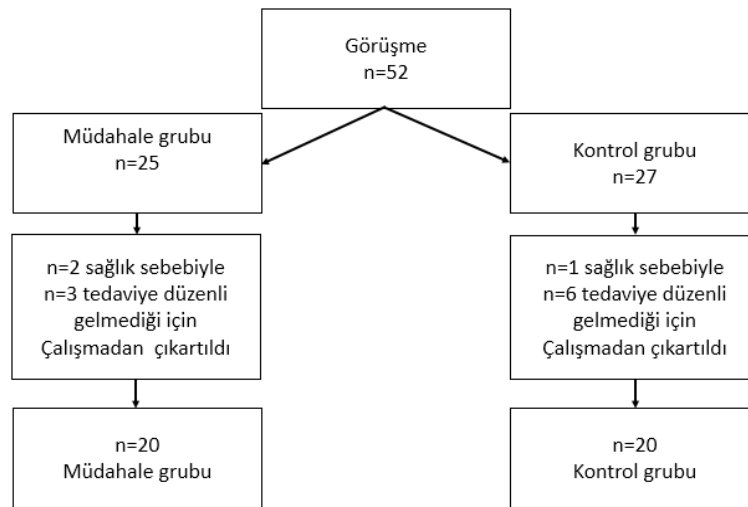 Görüşme
n=52
Müdahale grubu
n=25
Kontrol grubu
n=27
n=2 sağlık sebebiyle
n=3 tedaviye düzenli
gelmediği için
Çalışmadan  çıkartıldı
n=1 sağlık sebebiyle
n=6 tedaviye düzenli
gelmediği için
Çalışmadan çıkartıldı
n=20
Müdahale grubu
n=20
Kontrol grubu